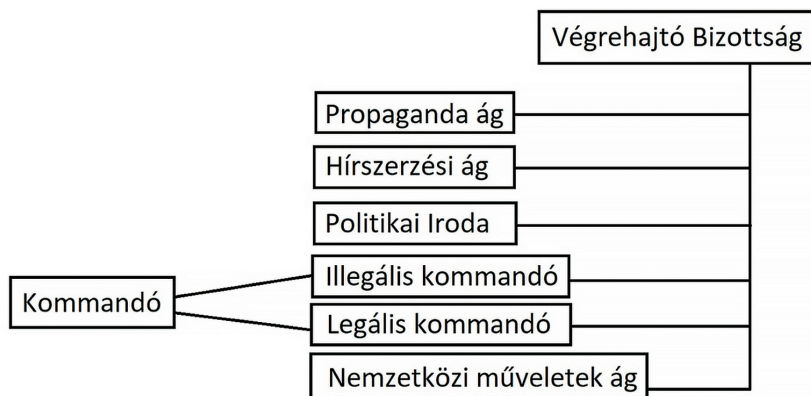 Végrehajtó Bizottság
Propaganda ág
Hírszerzési ág
Politikai Iroda
Illegális kommandó
Kommandó
Legális kommandó
Nemzetközi műveletek ág